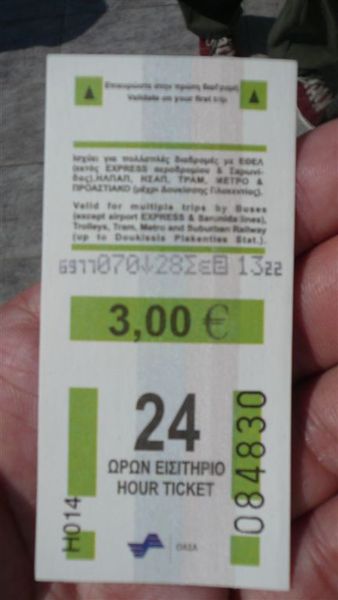 Επικυρώστε στην πρώτη διαδρομή
Validate on your first trip
Ισχύει για πολλαπλές διαδρομές με ΕΘΕΛ
(εκτός EXPRESS αεροδρομίου & Σαρωνί-
δας), ΗΛΠΑΠ, ΗΣΑΠ, ΤΡΑΜ, ΜΕΤΡΟ &
ΠΡΟΑΣΤΙΑΚΟ (μέχρι Δουκίσσης Πλακεντίας).
Valid for multiple trips by Buses
(except airport EXPRESS & Saronida lines),
Trolleys, Tram, Metro and Suburban Railway
(up to Doukissis Plakentias Stat.).
6977070↓28ΣεΒ 1322
3,00 €
24
ΩΡΩΝ ΕΙΣΙΤΗΡΙΟ
HOUR TICKET
H014
084830
ΟΑΣΑ